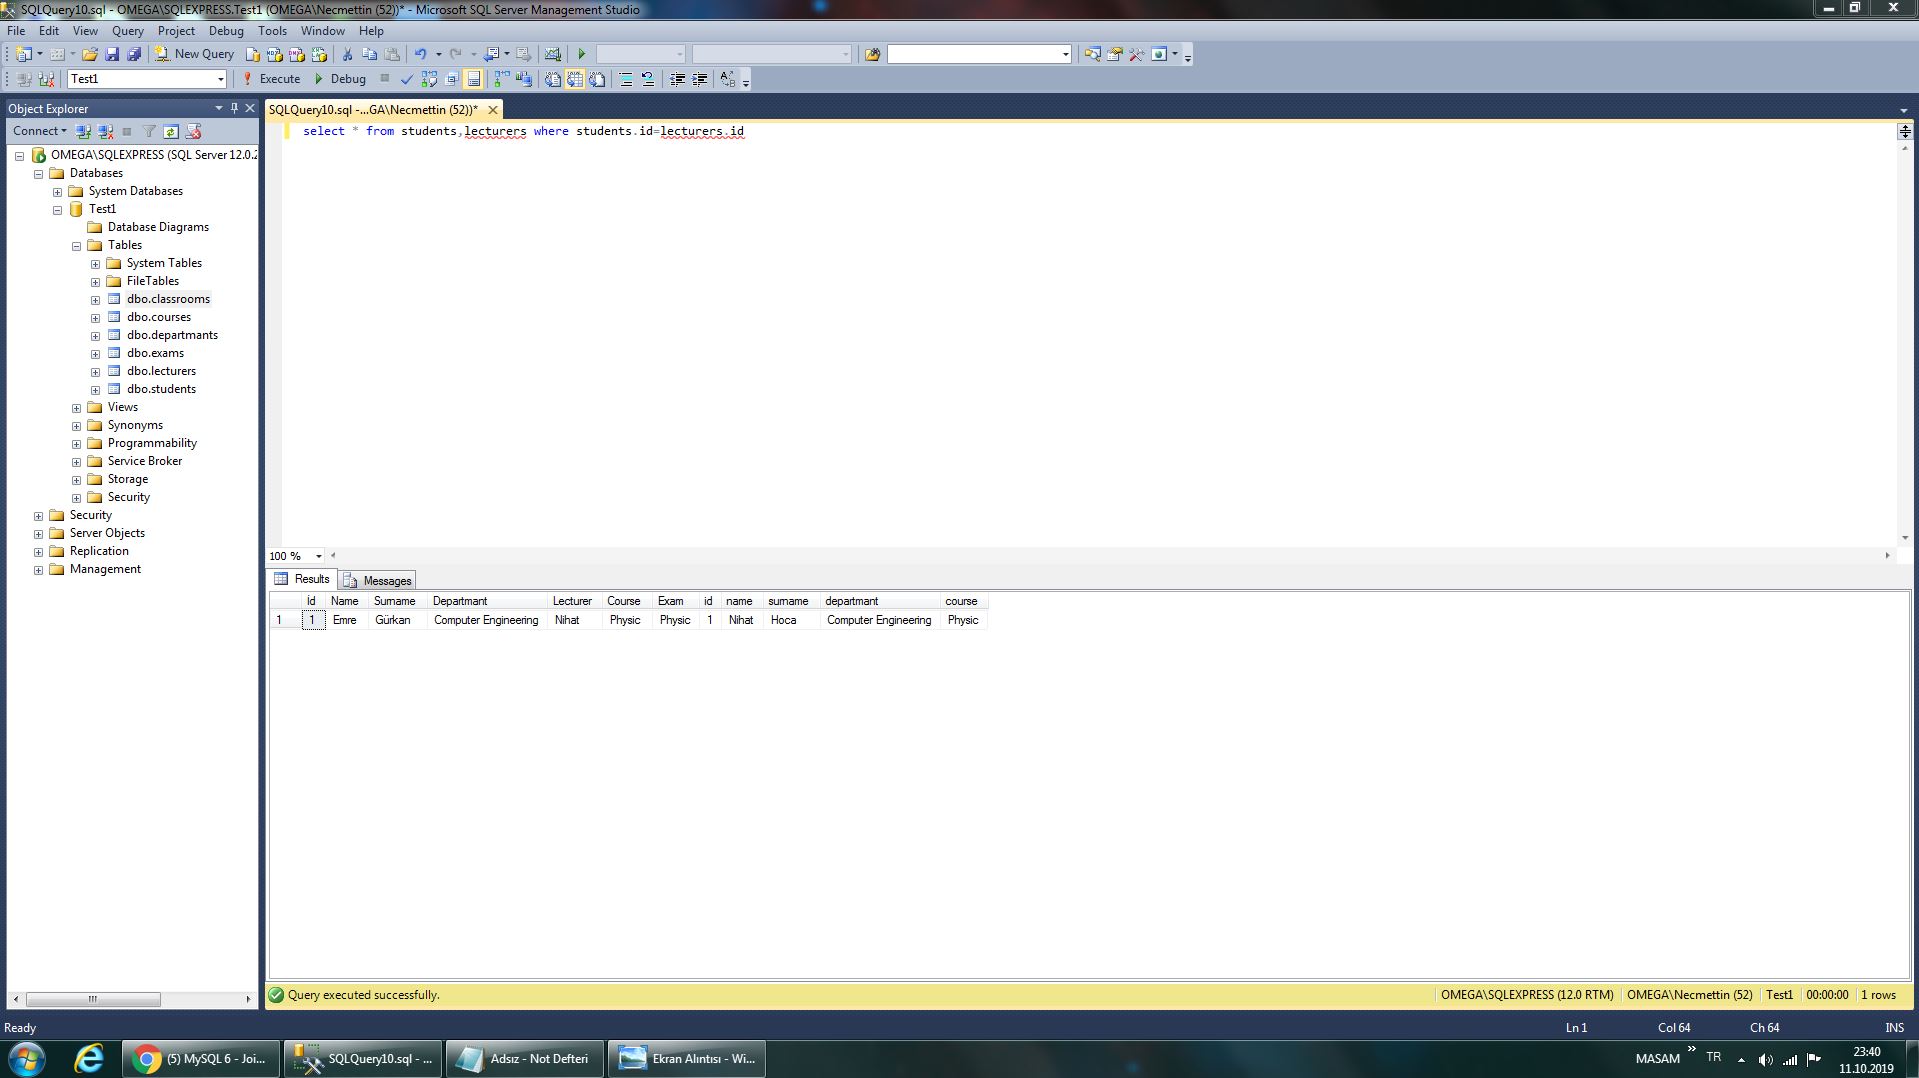 SQLQuery10.sql - OMEGA\SQLEXPRESS.Test1 (OMEGA\Necmettin (52))* - Microsoft SQL Server Management Studio
File Edit View Query Project Debug Tools Window Help
New Query
Test1 Execute Debug
Object Explorer
SQLQuery10.sql -...GA\Necmettin (52))*
Connect
select * from students,lecturers where students.id=lecturers.id
OMEGA\SQLEXPRESS (SQL Server 12.0.2
Databases
System Databases
Test1
Database Diagrams
Tables
System Tables
FileTables
dbo.classrooms
dbo.courses
dbo.departmants
dbo.exams
dbo.lecturers
dbo.students
Views
Synonyms
Programmability
Service Broker
Storage
Security
Security
Server Objects
Replication
Management
100 %
Results Messages
İd Name Surname Departmant Lecturer Course Exam id name surname departmant course
1 1 Emre Gürkan Computer Engineering Nihat Physic Physic 1 Nihat Hoca Computer Engineering Physic
Query executed successfully. OMEGA\SQLEXPRESS (12.0 RTM) OMEGA\Necmettin (52) Test1 00:00:00 1 rows
Ready Ln 1 Col 64 Ch 64 INS
(5) MySQL 6 - Joi... SQLQuery10.sql - ... Adsız - Not Defteri Ekran Alıntısı - Wi... MASAM » TR 23:40
11.10.2019